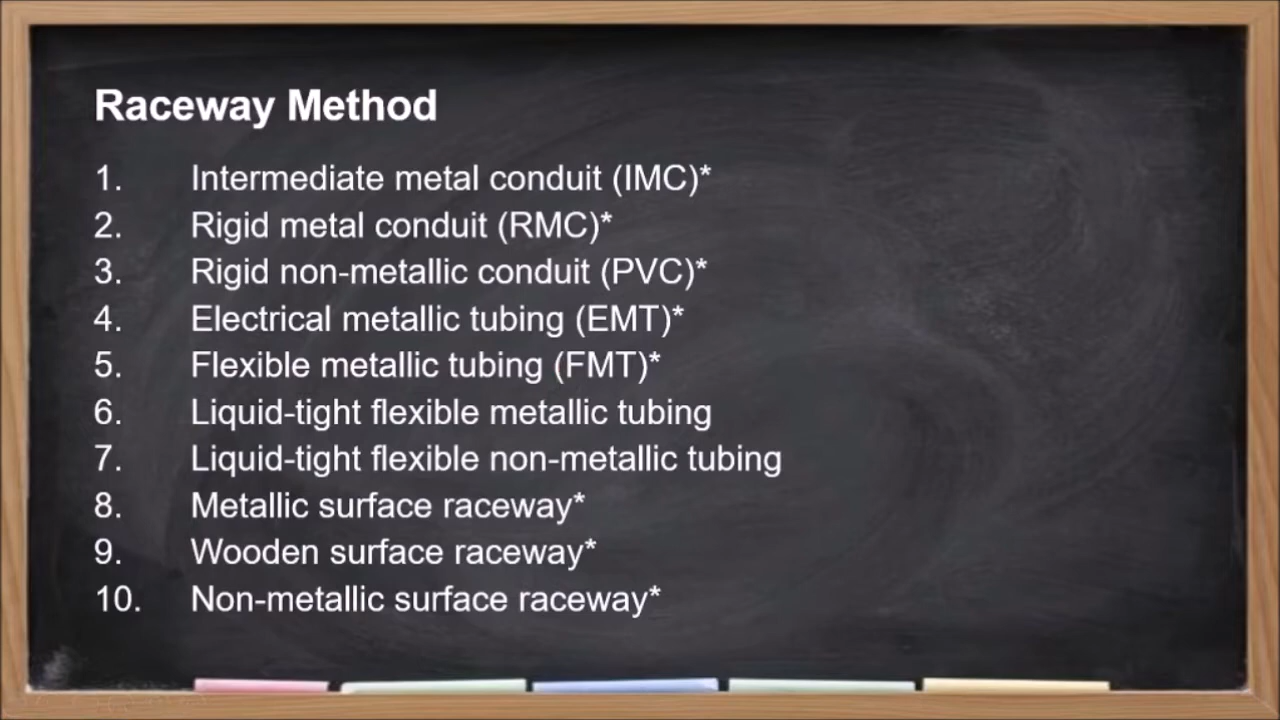 Raceway Method
1. Intermediate metal conduit (IMC)*
2. Rigid metal conduit (RMC)*
3. Rigid non-metallic conduit (PVC)*
4. Electrical metallic tubing (EMT)*
5. Flexible metallic tubing (FMT)*
6. Liquid-tight flexible metallic tubing
7. Liquid-tight flexible non-metallic tubing
8. Metallic surface raceway*
9. Wooden surface raceway*
10. Non-metallic surface raceway*